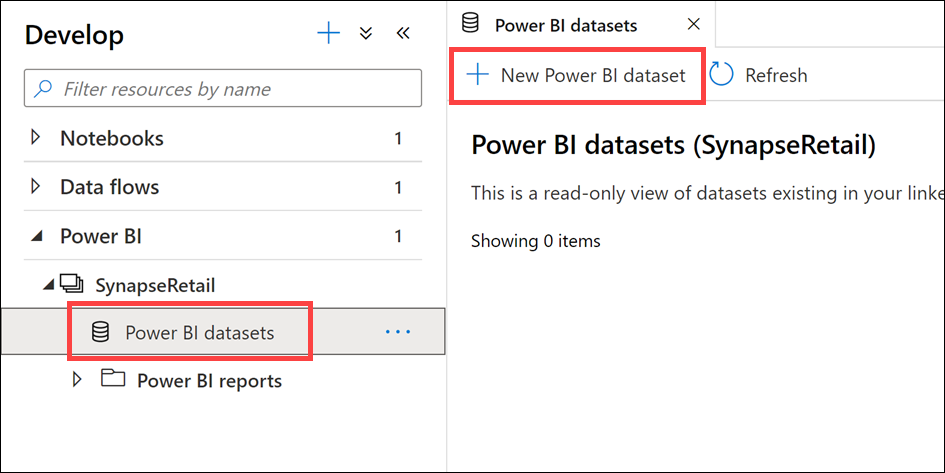 Develop
Filter resources by name
Notebooks 1
Data flows 1
Power BI 1
SynapseRetail
Power BI datasets ...
Power BI reports
Power BI datasets
New Power BI dataset Refresh
Power BI datasets (SynapseRetail)
This is a read-only view of datasets existing in your linke
Showing 0 items